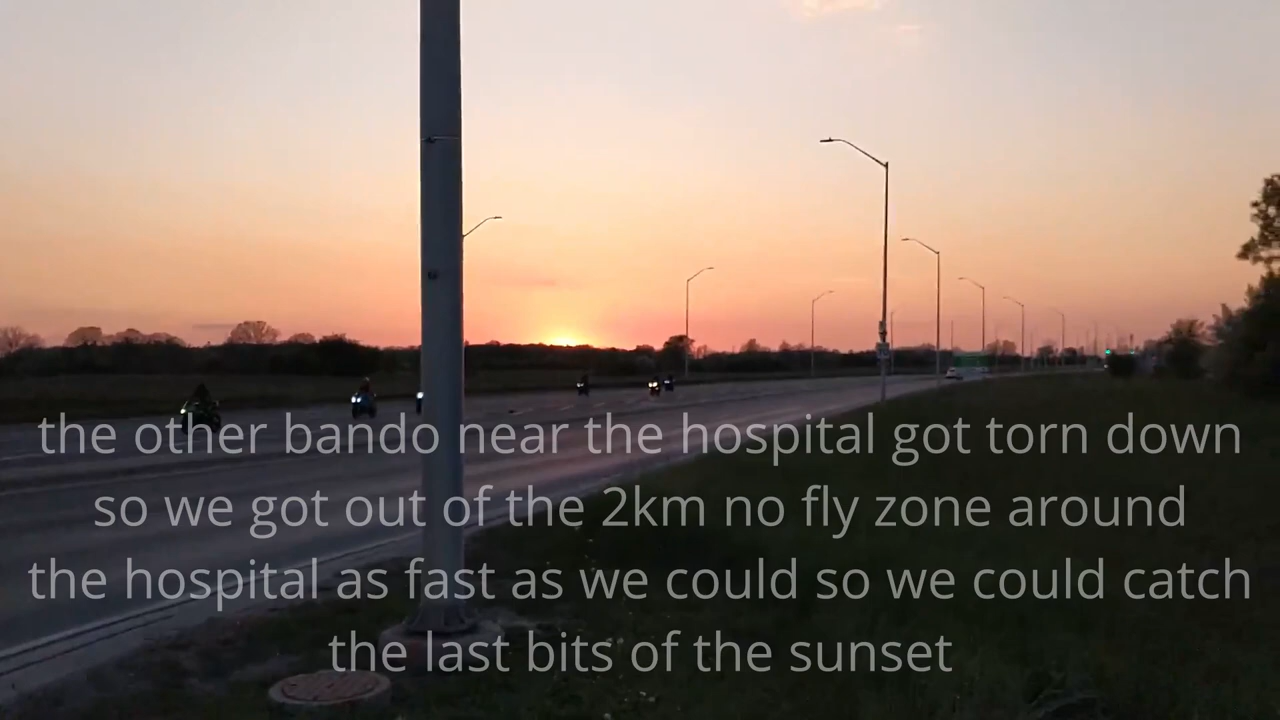 the other bando near the hospital got torn down
so we got out of the 2km no fly zone around
the hospital as fast as we could so we could catch
the last bits of the sunset